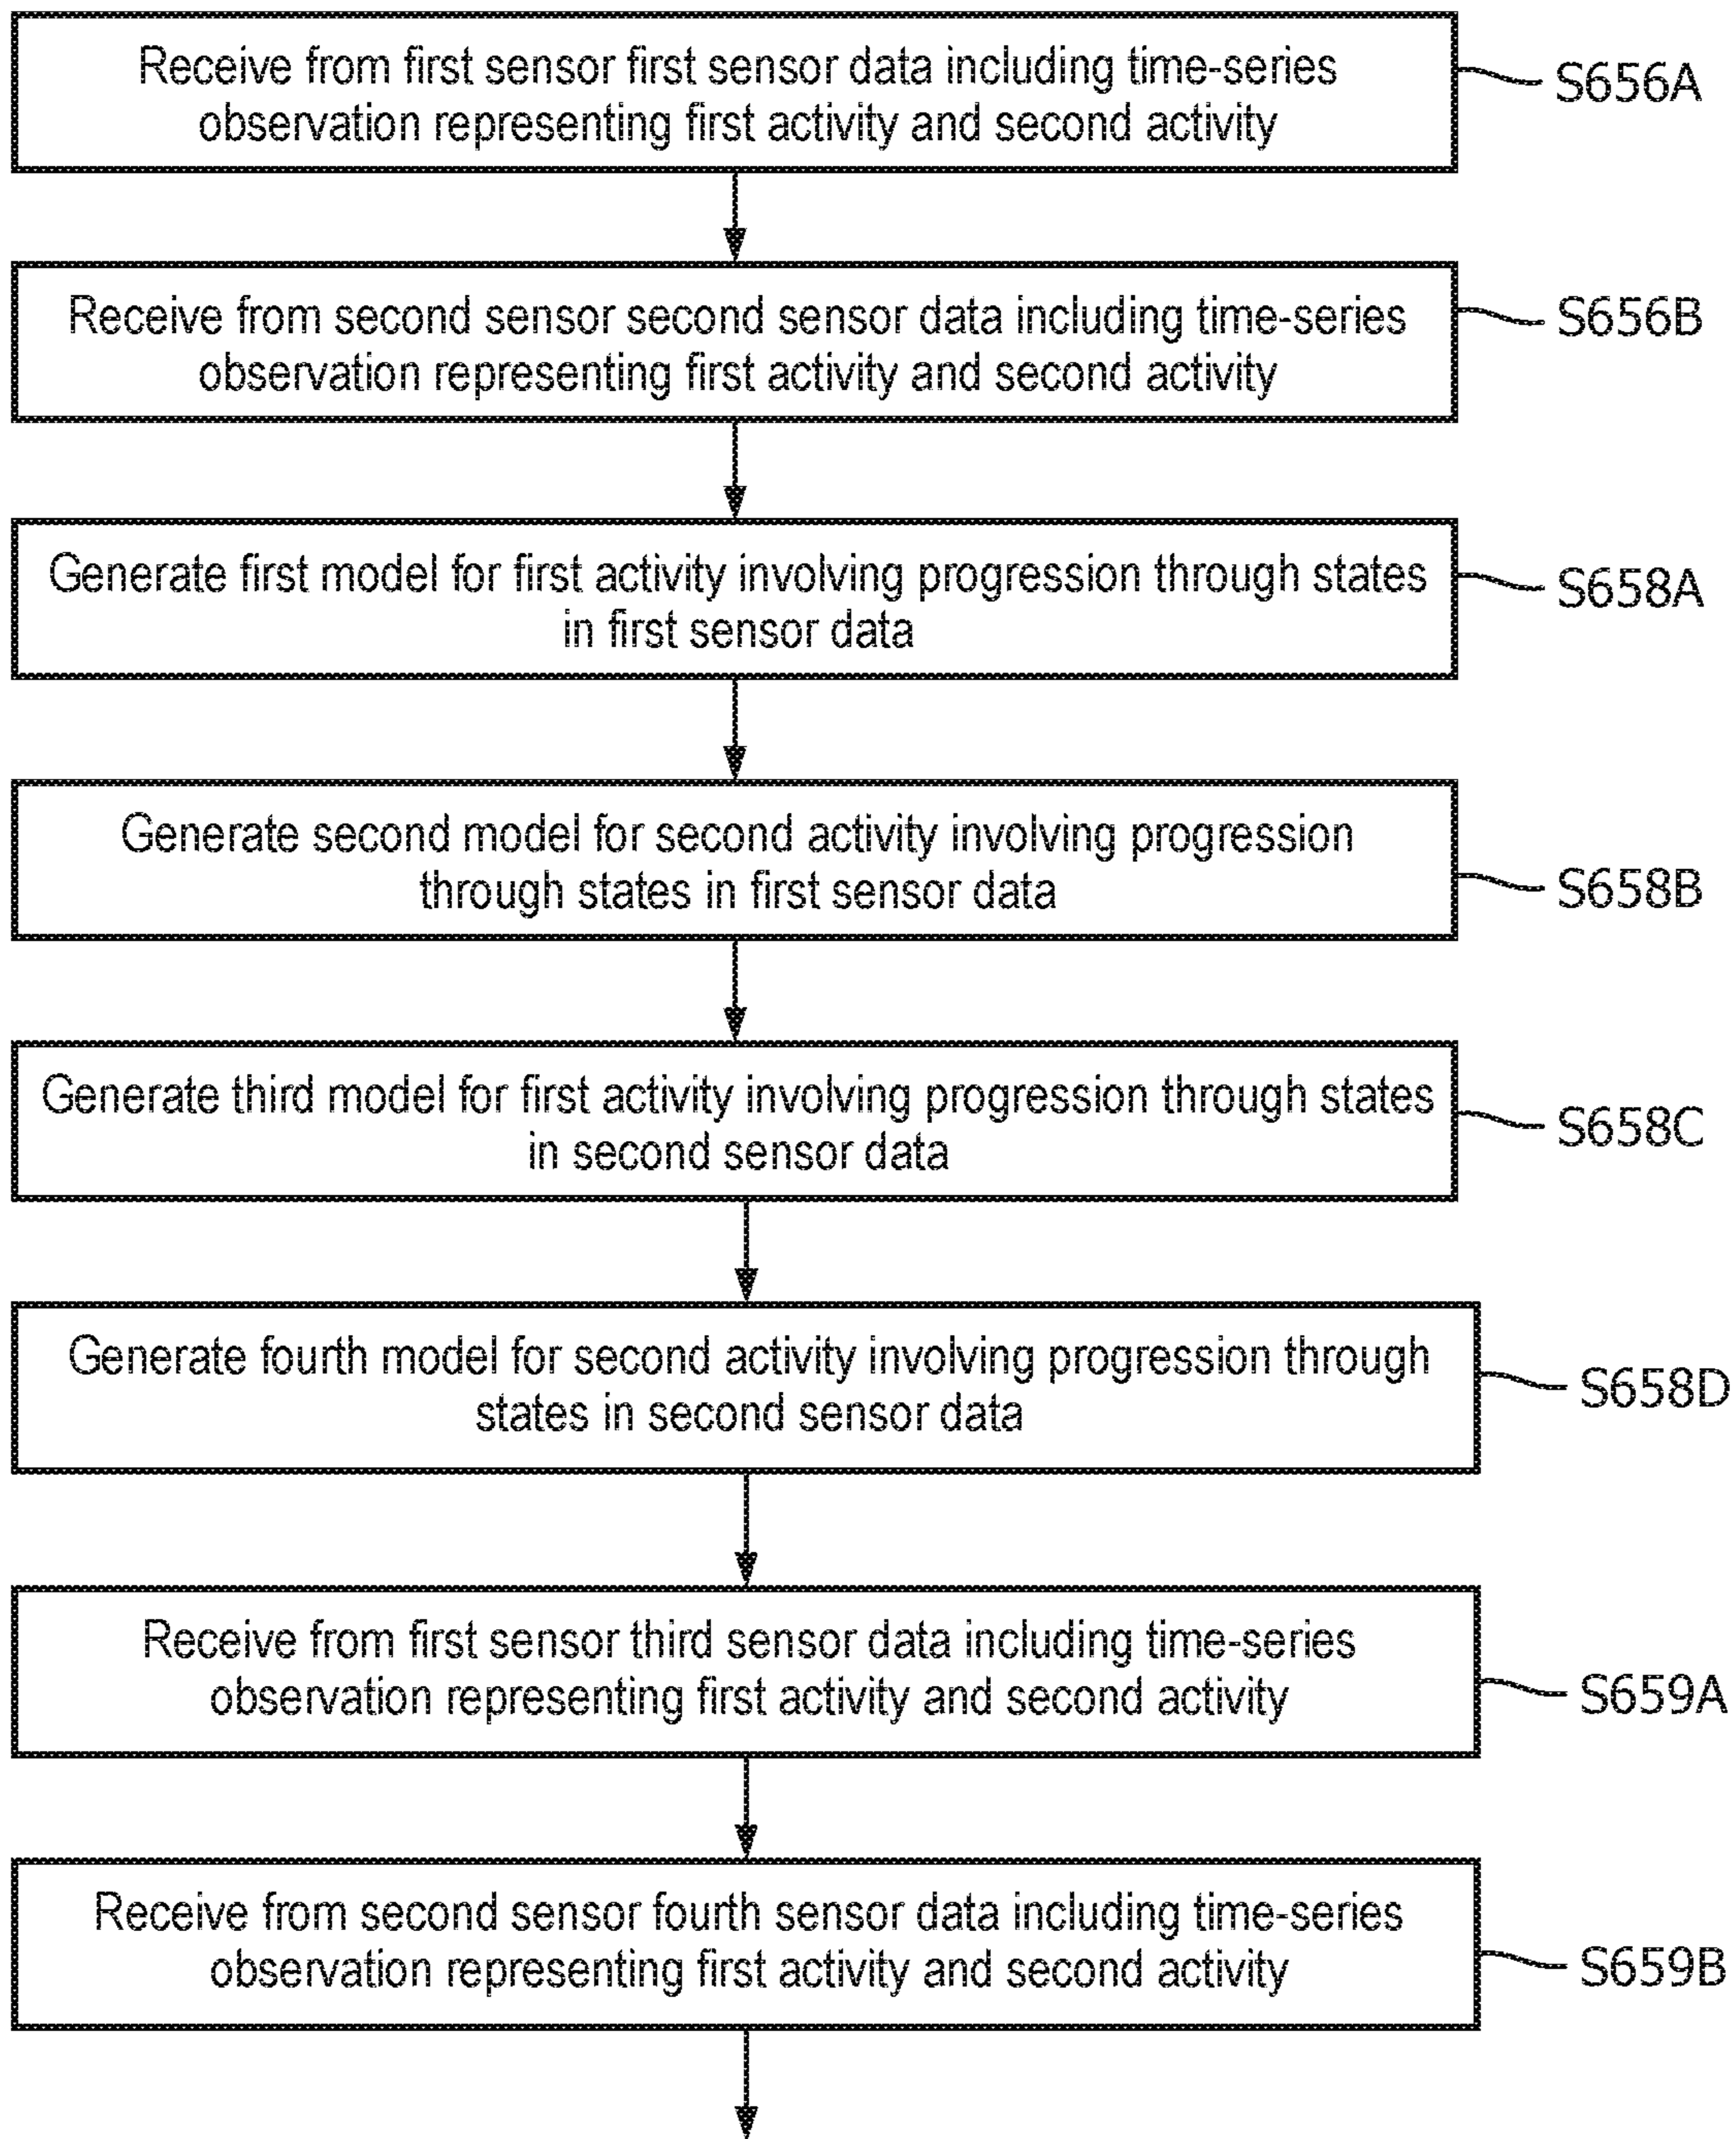 Receive from first sensor first sensor data including time-series
observation representing first activity and second activity
S656A
Receive from second sensor second sensor data including time-series
observation representing first activity and second activity
S656B
Generate first model for first activity involving progression through states
in first sensor data
S658A
Generate second model for second activity involving progression
through states in first sensor data
S658B
Generate third model for first activity involving progression through states
in second sensor data
S658C
Generate fourth model for second activity involving progression through
states in second sensor data
S658D
Receive from first sensor third sensor data including time-series
observation representing first activity and second activity
S659A
Receive from second sensor fourth sensor data including time-series
observation representing first activity and second activity
S659B